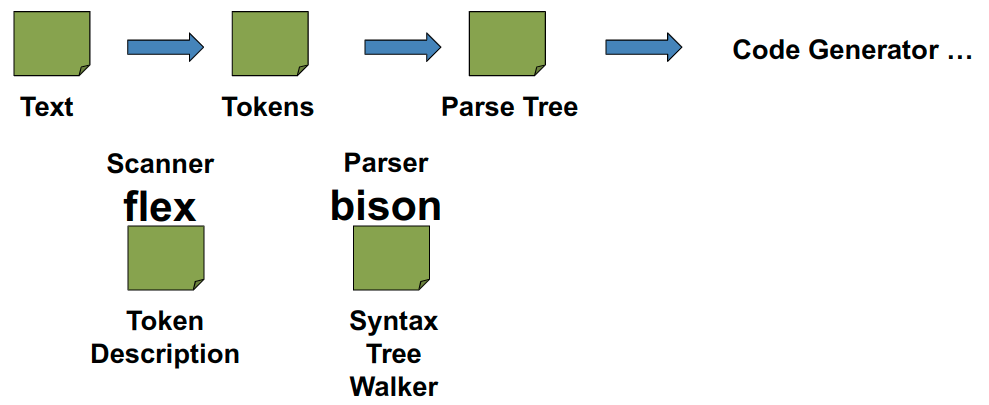 Code Generator …
Text
Tokens
Parse Tree
Scanner
flex
Parser
bison
Token
Description
Syntax
Tree
Walker